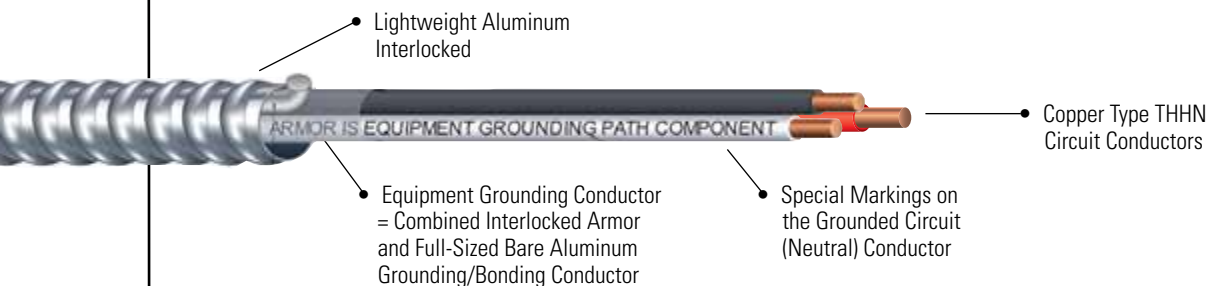 Lightweight Aluminum
Interlocked
ARMOR IS EQUIPMENT GROUNDING PATH COMPONENT
Copper Type THHN
Circuit Conductors
Equipment Grounding Conductor
= Combined Interlocked Armor
and Full-Sized Bare Aluminum
Grounding/Bonding Conductor
Special Markings on
the Grounded Circuit
(Neutral) Conductor